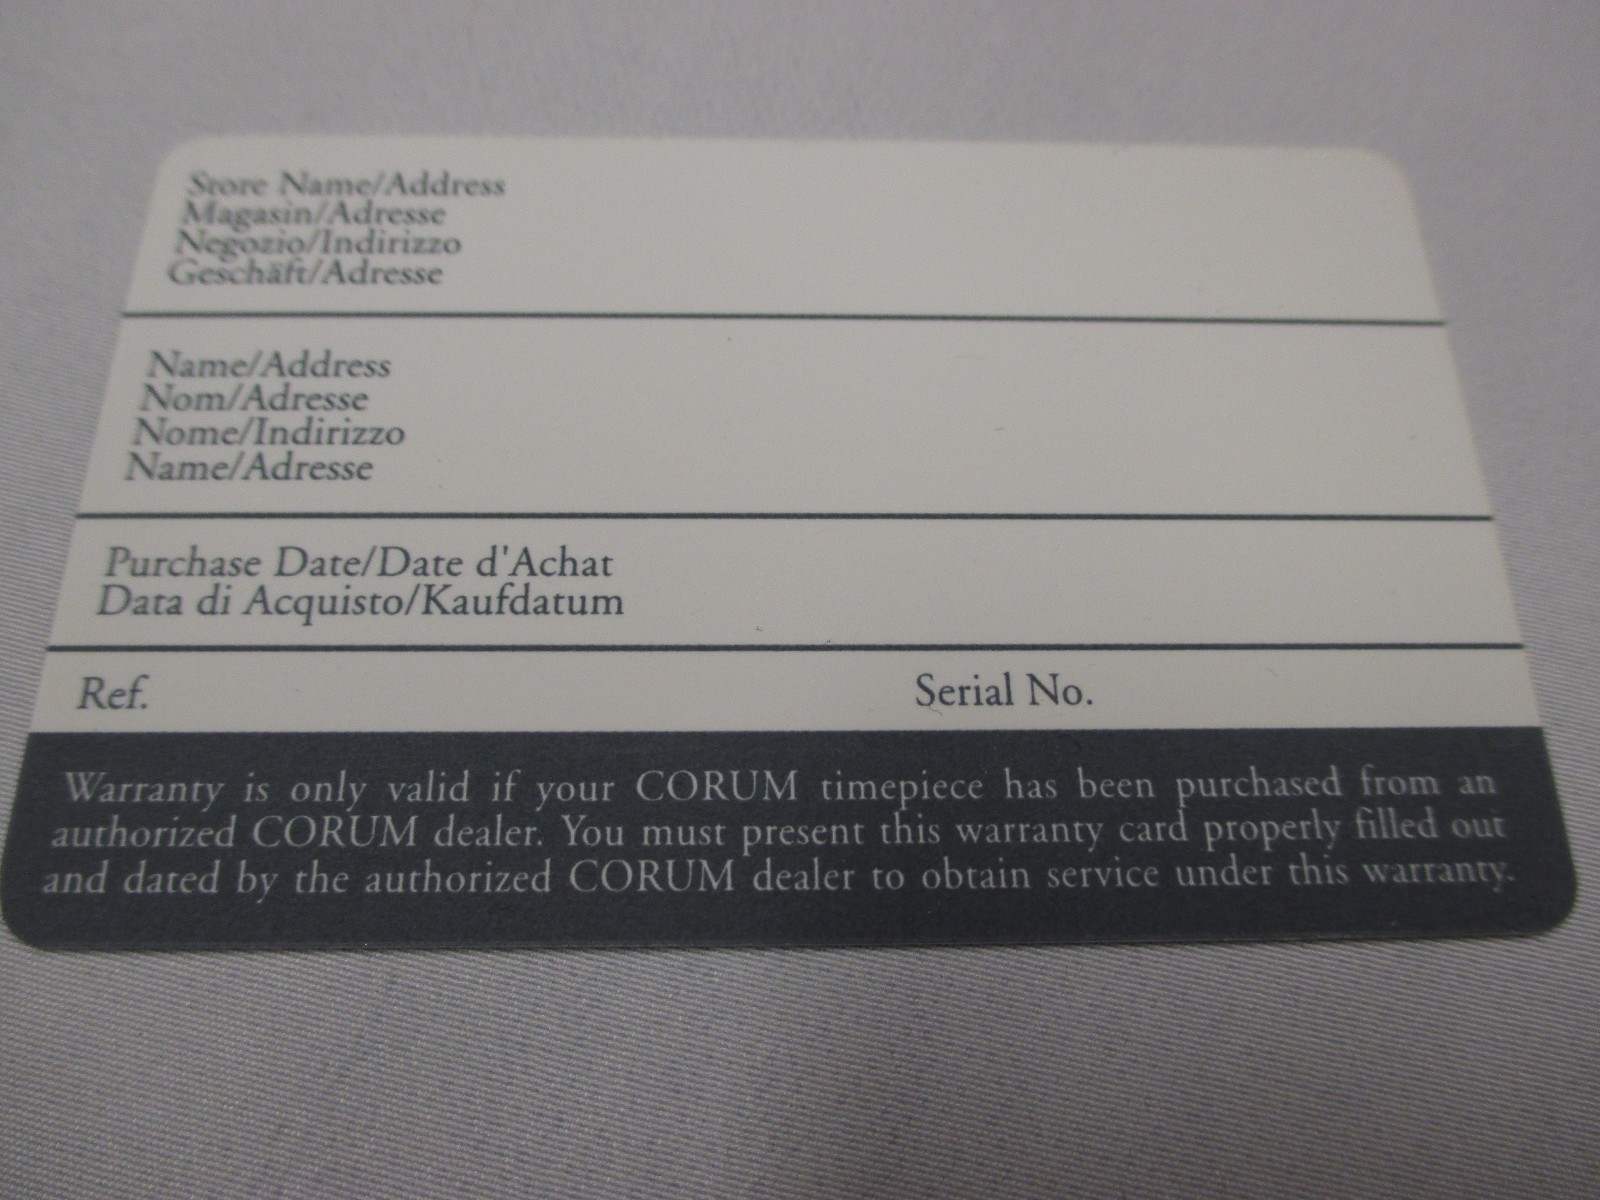 Store Name/Address
Magasin/Adresse
Negozio/Indirizzo
Geschäft/Adresse
Name/Address
Nom/Adresse
Nome/Indirizzo
Name/Adresse
Purchase Date/Date d'Achat
Data di Acquisto/Kaufdatum
Ref. Serial No.
Warranty is only valid if your CORUM timepiece has been purchased from an
authorized CORUM dealer. You must present this warranty card properly filled out
and dated by the authorized CORUM dealer to obtain service under this warranty.